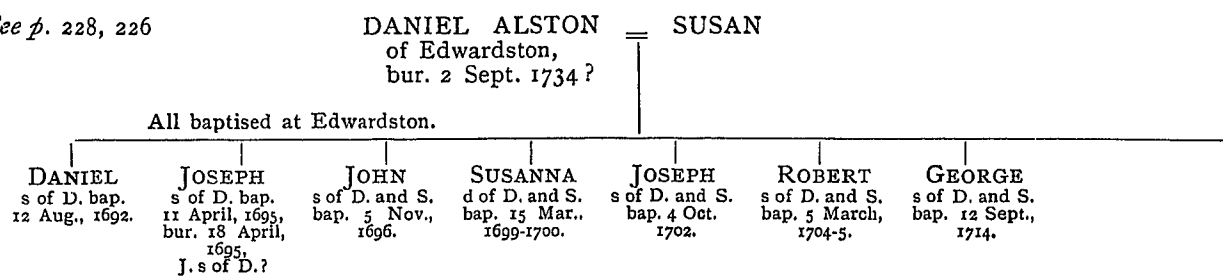 ee p. 228, 226
DANIEL ALSTON = SUSAN
of Edwardston,
bur. 2 Sept. 1734?
All baptised at Edwardston.
DANIEL
s of D. bap.
12 Aug., 1692.
JOSEPH
s of D. bap.
11 April, 1695,
bur. 18 April,
1695,
J. s of D.?
JOHN
s of D. and S.
bap. 5 Nov.,
1696.
SUSANNA
d of D. and S.
bap. 15 Mar.,
1699-1700.
JOSEPH
s of D. and S.
bap. 4 Oct.
1702.
ROBERT
s of D. and S.
bap. 5 March,
1704-5.
GEORGE
s of D. and S.
bap. 12 Sept.,
1714.